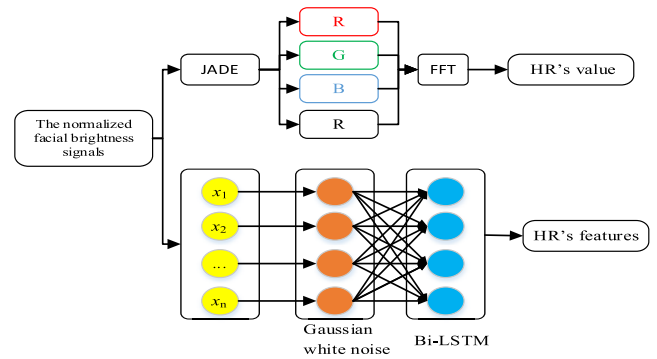 R
G
B
R
JADE
FFT
HR's value
The normalized
facial brightness
signals
x1
x2
...
xn
Gaussian
white noise
Bi-LSTM
HR's features